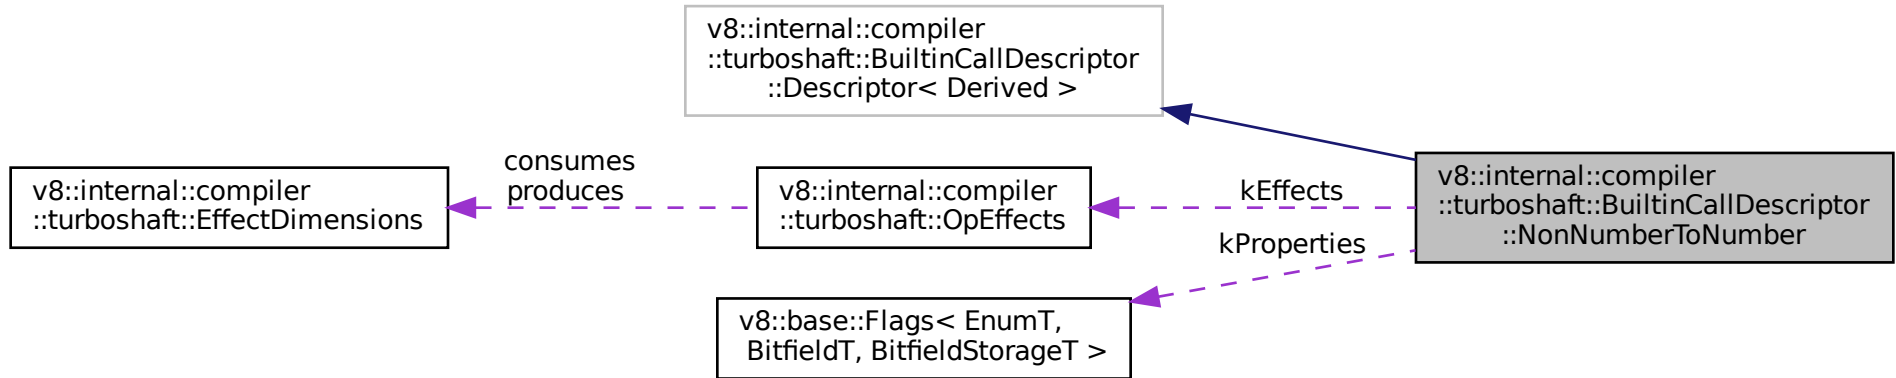 v8::internal::compiler
::turboshaft::BuiltinCallDescriptor
::Descriptor< Derived >
v8::internal::compiler
::turboshaft::EffectDimensions
consumes
produces
v8::internal::compiler
::turboshaft::OpEffects
kEffects
kProperties
v8::internal::compiler
::turboshaft::BuiltinCallDescriptor
::NonNumberToNumber
v8::base::Flags< EnumT,
BitfieldT, BitfieldStorageT >